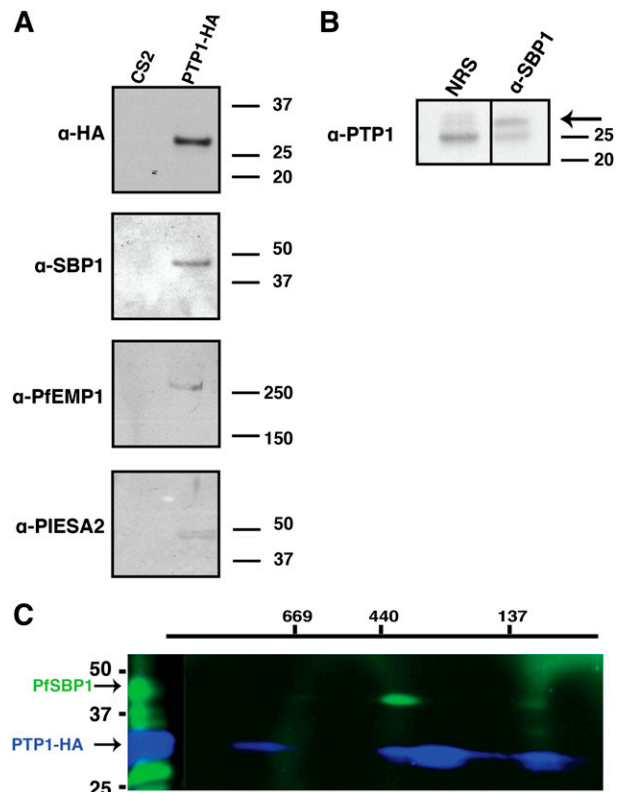 A
CS2
PTP1-HA
α-HA
37
25
20
α-SBP1
50
37
α-PfEMP1
250
150
α-PIESA2
50
37
B
NRS
α-SBP1
α-PTP1
25
20
C
669
440
137
50
PfSBP1
37
PTP1-HA
25